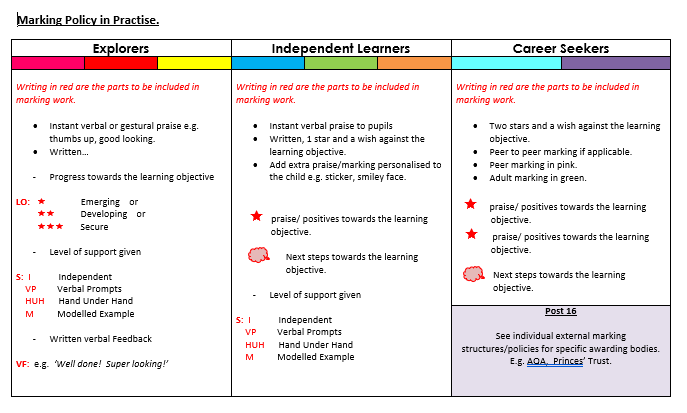 Marking Policy in Practise.
Explorers
Writing in red are the parts to be included in
marking work.
• Instant verbal or gestural praise e.g.
thumbs up, good looking.
• Written…
- Progress towards the learning objective
LO: ★ Emerging or
★★ Developing or
★★★ Secure
- Level of support given
S: I Independent
VP Verbal Prompts
HUH Hand Under Hand
M Modelled Example
- Written verbal Feedback
VF: e.g. ‘Well done! Super looking!’
Independent Learners
Writing in red are the parts to be included in
marking work.
• Instant verbal praise to pupils
• Written, 1 star and a wish against the
learning objective.
• Add extra praise/marking personalised to
the child e.g. sticker, smiley face.
praise/ positives towards the learning
objective.
Next steps towards the learning
objective.
- Level of support given
S: I Independent
VP Verbal Prompts
HUH Hand Under Hand
M Modelled Example
Career Seekers
Writing in red are the parts to be included in
marking work.
• Two stars and a wish against the learning
objective.
• Peer to peer marking if applicable.
• Peer marking in pink.
• Adult marking in green.
praise/ positives towards the learning
objective.
praise/ positives towards the learning
objective.
Next steps towards the learning
objective.
Post 16
See individual external marking
structures/policies for specific awarding bodies.
E.g. AQA, Princes’ Trust.